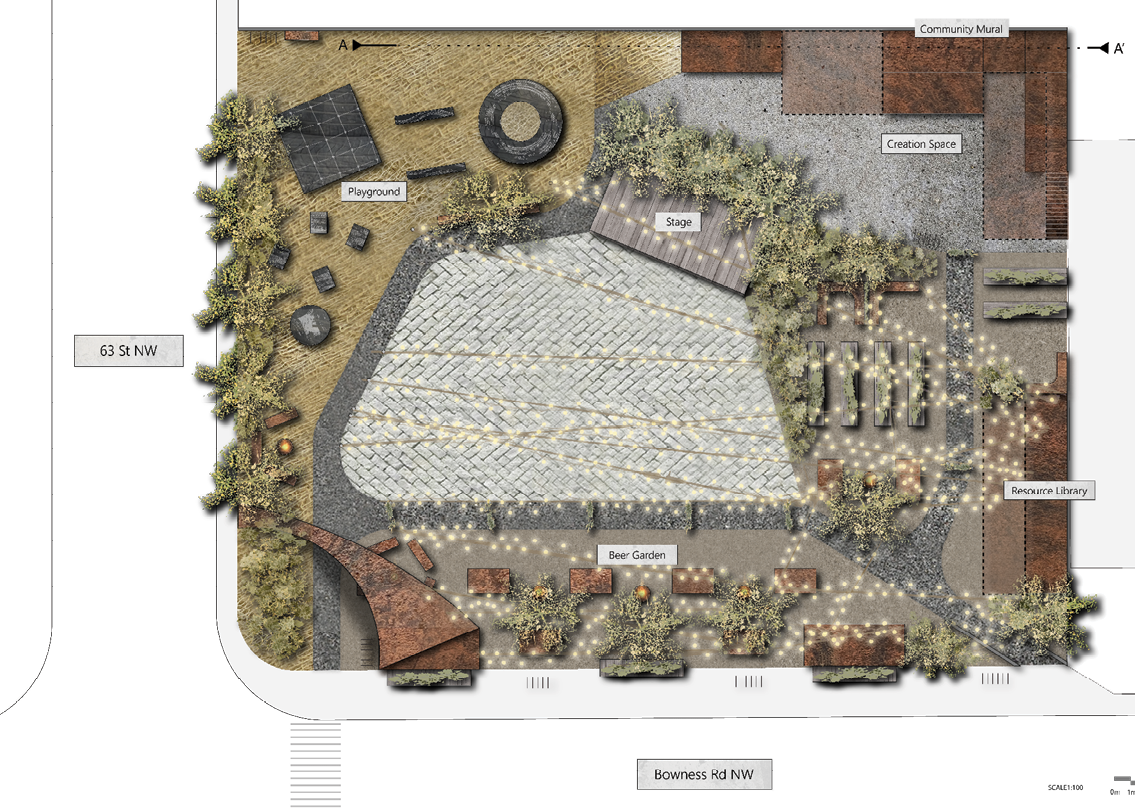 Community Mural
A
A'
Creation Space
Playground
Stage
63 St NW
Resource Library
Beer Garden
Bowness Rd NW
SCALE1:100
0m 1m